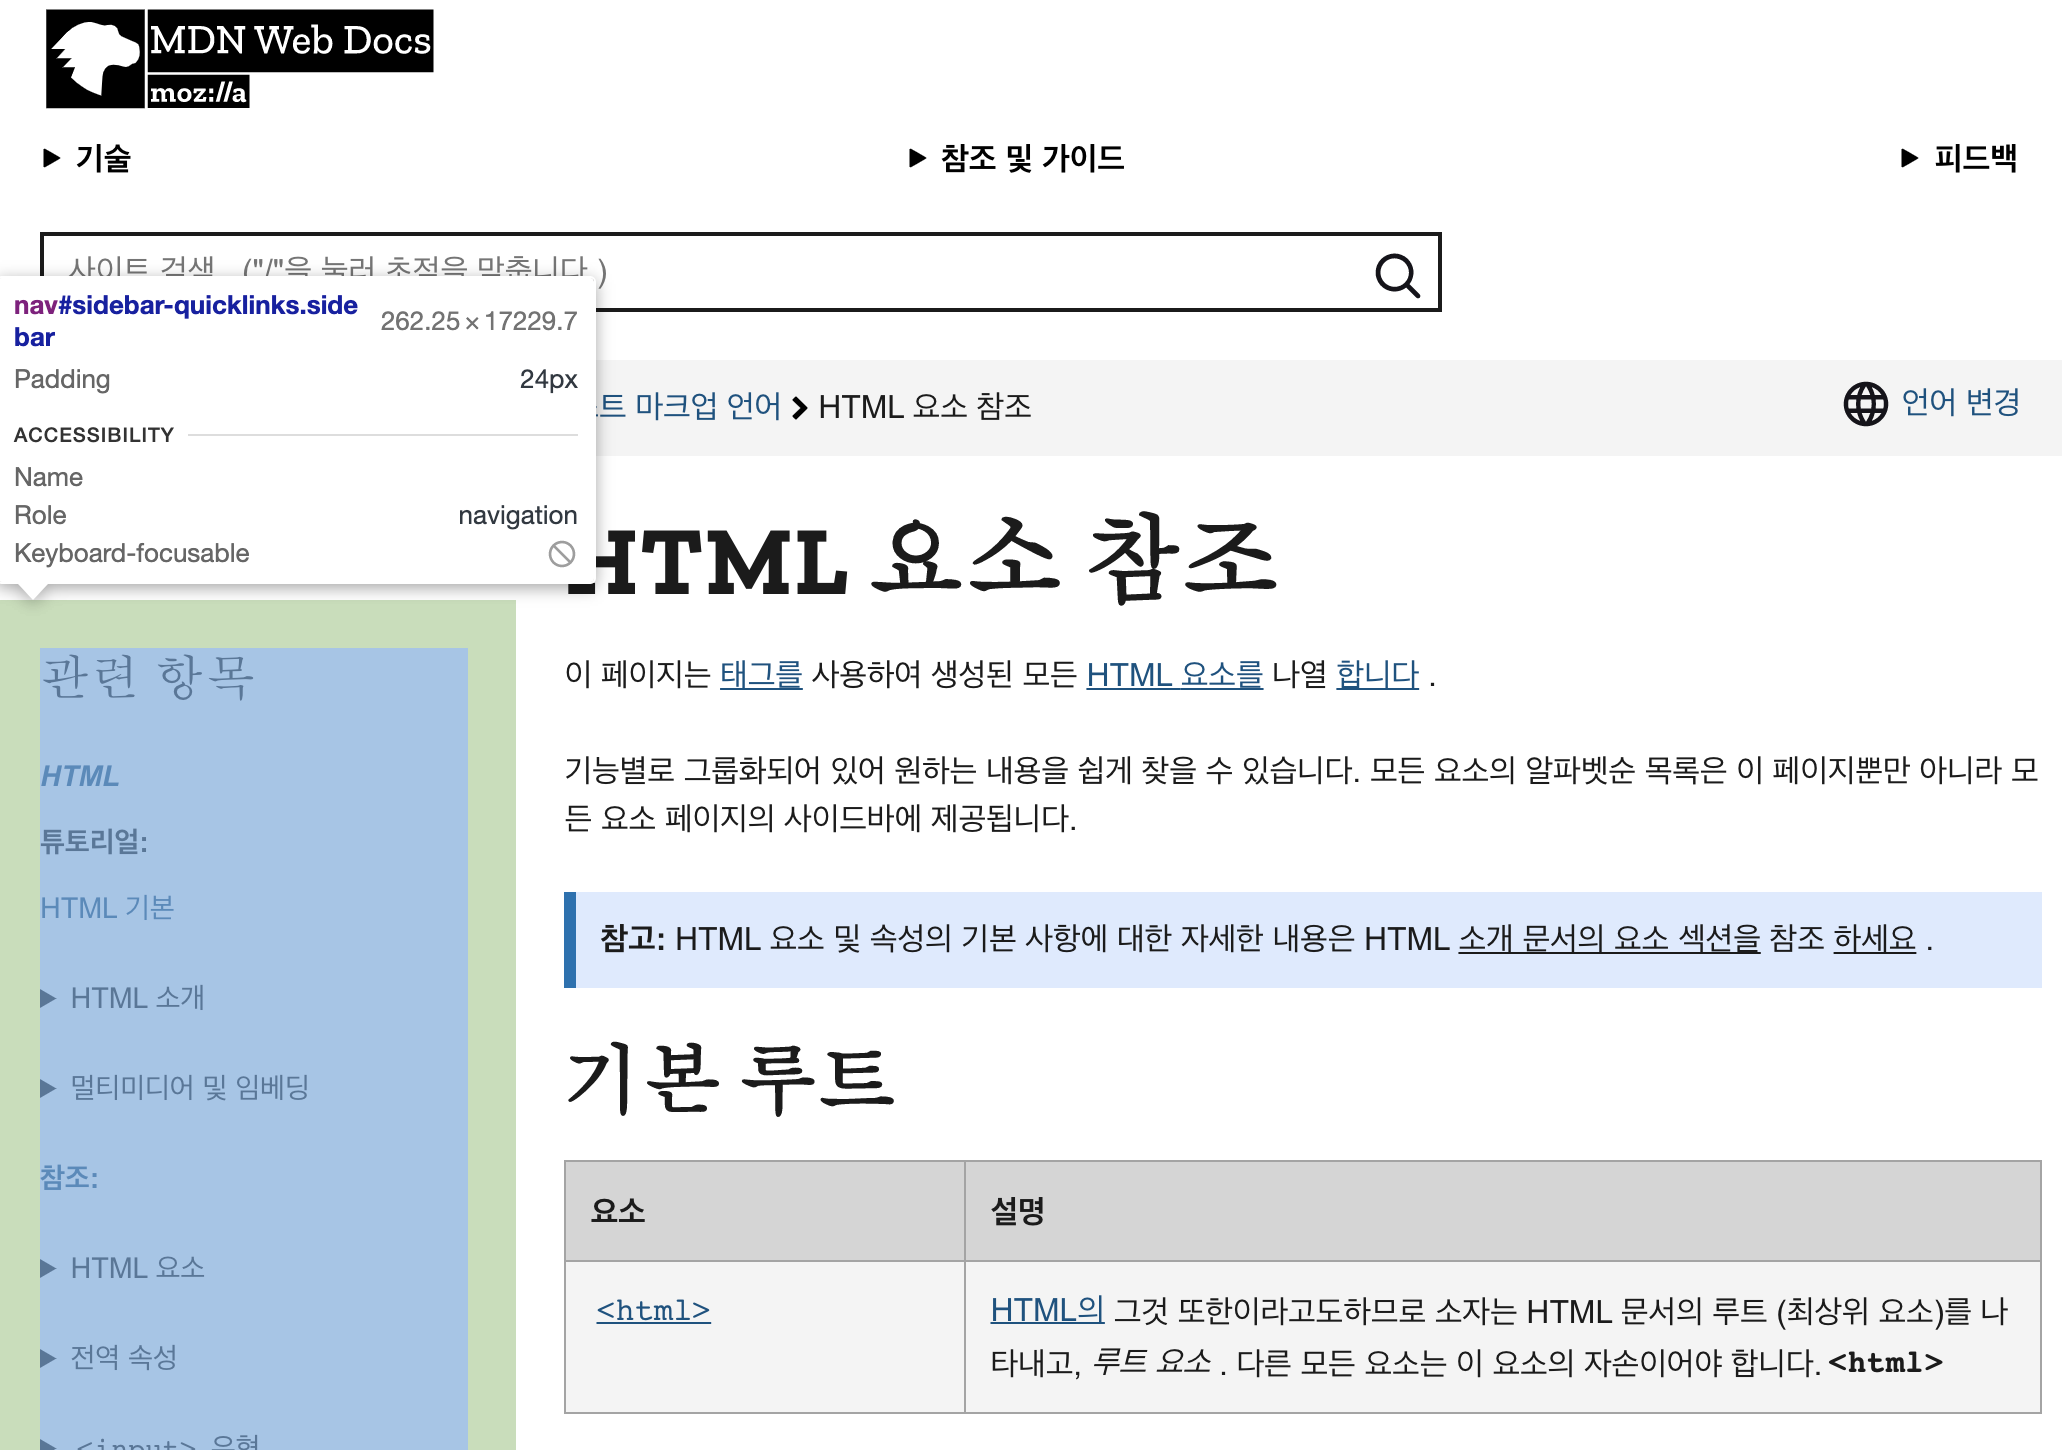 MDN Web Docs
moz://a
▶ 기술
▶ 참조 및 가이드
▶ 피드백
사이트 검색... ("/"을 눌러 초점을 맞춥니다.)
nav#sidebar-quicklinks.side
bar
262.25 × 17229.7
Padding 24px
ACCESSIBILITY
Name
Role navigation
Keyboard-focusable
트 마크업 언어 > HTML 요소 참조
언어 변경
HTML 요소 참조
이 페이지는 태그를 사용하여 생성된 모든 HTML 요소를 나열 합니다 .
기능별로 그룹화되어 있어 원하는 내용을 쉽게 찾을 수 있습니다. 모든 요소의 알파벳순 목록은 이 페이지뿐만 아니라 모
든 요소 페이지의 사이드바에 제공됩니다.
참고: HTML 요소 및 속성의 기본 사항에 대한 자세한 내용은 HTML 소개 문서의 요소 섹션을 참조 하세요 .
기본 루트
요소
설명
<html>
HTML의 그것 또한이라고도하므로 소자는 HTML 문서의 루트 (최상위 요소)를 나
타내고, 루트 요소 . 다른 모든 요소는 이 요소의 자손이어야 합니다. <html>
관련 항목
HTML
튜토리얼:
HTML 기본
▶ HTML 소개
▶ 멀티미디어 및 임베딩
참조:
▶ HTML 요소
▶ 전역 속성
▶ <input> 유형